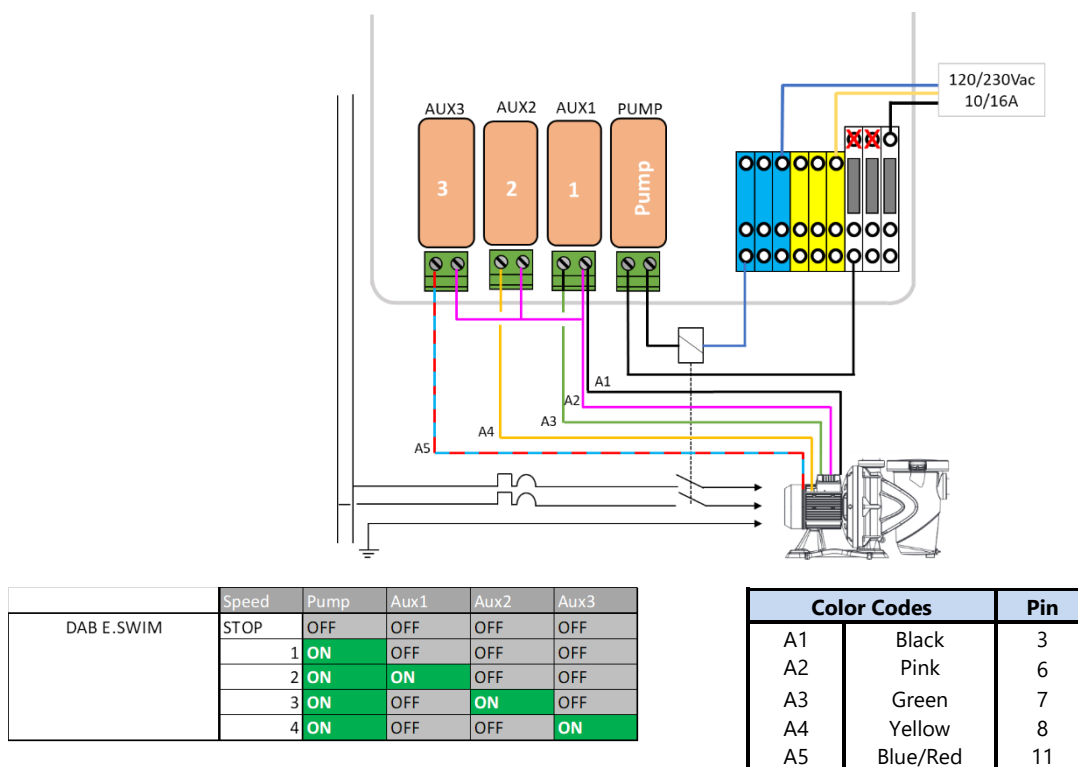 120/230Vac
10/16A
AUX3 AUX2 AUX1 PUMP
3 2 1 Pump
A1
A2
A3
A4
A5
Speed Pump Aux1 Aux2 Aux3
DAB E.SWIM STOP OFF OFF OFF OFF
1 ON OFF OFF OFF
2 ON ON OFF OFF
3 ON OFF ON OFF
4 ON OFF OFF ON
Color Codes Pin
A1 Black 3
A2 Pink 6
A3 Green 7
A4 Yellow 8
A5 Blue/Red 11